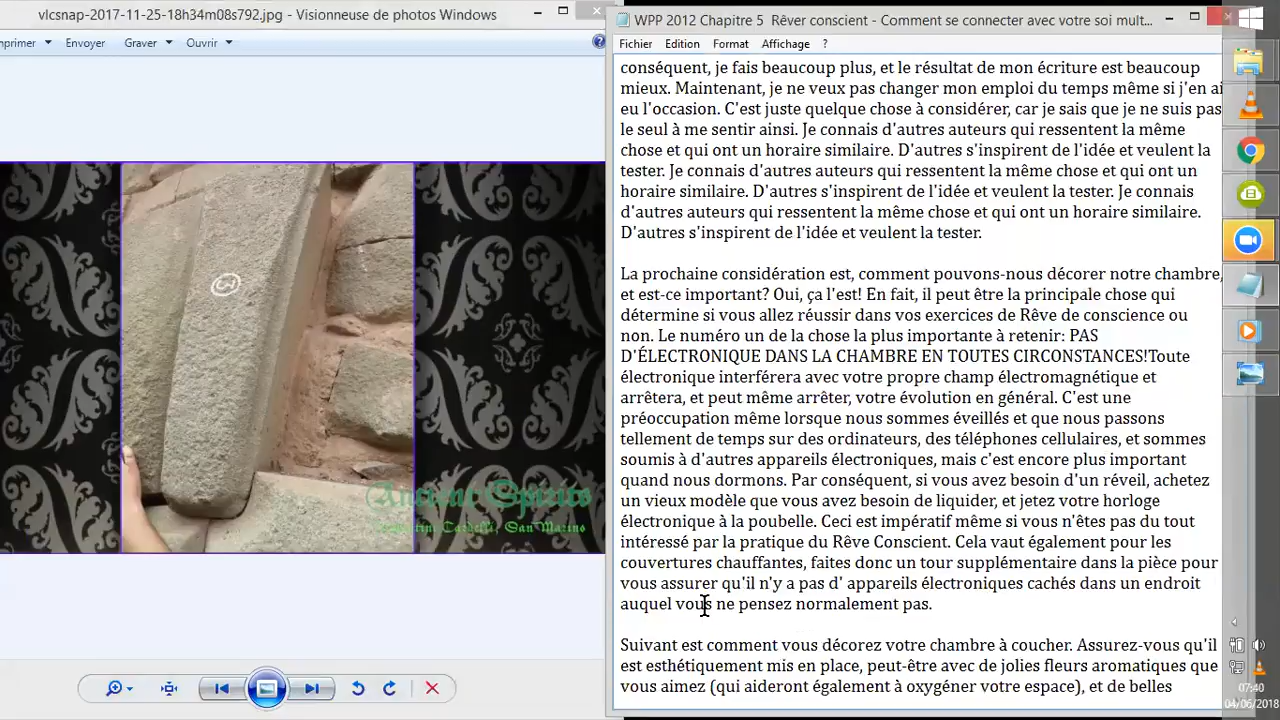 vlcsnap-2017-11-25-18h34m08s792.jpg - Visionneuse de photos Windows
primer Envoyer Graver Ouvrir
Ancient Spirits
San Marino
WPP 2012 Chapitre 5 Rêver conscient - Comment se connecter avec votre soi mult...
Fichier Edition Format Affichage ?
conséquent, je fais beaucoup plus, et le résultat de mon écriture est beaucoup
mieux. Maintenant, je ne veux pas changer mon emploi du temps même si j'en ai
eu l'occasion. C'est juste quelque chose à considérer, car je sais que je ne suis pas
le seul à me sentir ainsi. Je connais d'autres auteurs qui ressentent la même
chose et qui ont un horaire similaire. D'autres s'inspirent de l'idée et veulent la
tester. Je connais d'autres auteurs qui ressentent la même chose et qui ont un
horaire similaire. D'autres s'inspirent de l'idée et veulent la tester. Je connais
d'autres auteurs qui ressentent la même chose et qui ont un horaire similaire.
D'autres s'inspirent de l'idée et veulent la tester.
La prochaine considération est, comment pouvons-nous décorer notre chambre,
et est-ce important? Oui, ça l'est! En fait, il peut être la principale chose qui
détermine si vous allez réussir dans vos exercices de Rêve de conscience ou
non. Le numéro un de la chose la plus importante à retenir: PAS
D'ÉLECTRONIQUE DANS LA CHAMBRE EN TOUTES CIRCONSTANCES!Toute
électronique interférera avec votre propre champ électromagnétique et
arrêtera, et peut même arrêter, votre évolution en général. C'est une
préoccupation même lorsque nous sommes éveillés et que nous passons
tellement de temps sur des ordinateurs, des téléphones cellulaires, et sommes
soumis à d'autres appareils électroniques, mais c'est encore plus important
quand nous dormons. Par conséquent, si vous avez besoin d'un réveil, achetez
un vieux modèle que vous avez besoin de liquider, et jetez votre horloge
électronique à la poubelle. Ceci est impératif même si vous n'êtes pas du tout
intéressé par la pratique du Rêve Conscient. Cela vaut également pour les
couvertures chauffantes, faites donc un tour supplémentaire dans la pièce pour
vous assurer qu'il n'y a pas d' appareils électroniques cachés dans un endroit
auquel vous ne pensez normalement pas.
Suivant est comment vous décorez votre chambre à coucher. Assurez-vous qu'il
est esthétiquement mis en place, peut-être avec de jolies fleurs aromatiques que
vous aimez (qui aideront également à oxygéner votre espace), et de belles
07:40
04/06/2018